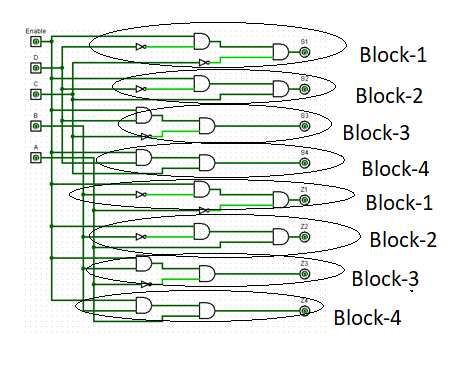 Enable
S1
Block-1
D
S2
C
Block-2
B
S3
Block-3
A
S4
Block-4
Z1
Block-1
Z2
Block-2
Z3
Block-3
Z4
Block-4